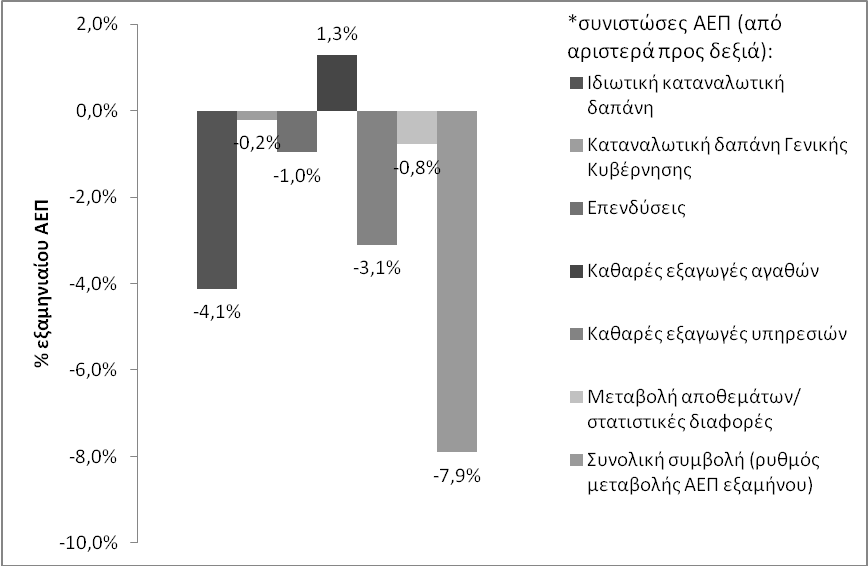 2,0%
0,0%
-2,0%
-4,0%
-6,0%
-8,0%
-10,0%
% εξαμηνιαίου ΑΕΠ
-4,1%
-0,2%
-1,0%
1,3%
-3,1%
-0,8%
-7,9%
*συνιστώσες ΑΕΠ (από
αριστερά προς δεξιά):
Ιδιωτική καταναλωτική
δαπάνη
Καταναλωτική δαπάνη Γενικής
Κυβέρνησης
Επενδύσεις
Καθαρές εξαγωγές αγαθών
Καθαρές εξαγωγές υπηρεσιών
Μεταβολή αποθεμάτων/
στατιστικές διαφορές
Συνολική συμβολή (ρυθμός
μεταβολής ΑΕΠ εξαμήνου)